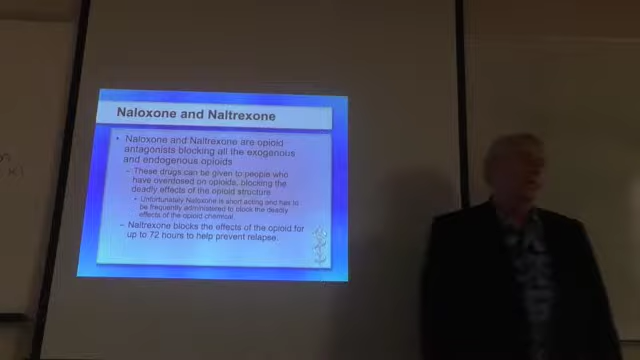 Naloxone and Naltrexone
• Naloxone and Naltrexone are opioid
antagonists blocking all the exogenous
and endogenous opioids
– These drugs can be given to people who
have overdosed on opioids, blocking the
deadly effects of the opioid structure.
• Unfortunately Naloxone is short acting and has to
be frequently administered to block the deadly
effects of the opioid chemical.
– Naltrexone blocks the effects of the opioid for
up to 72 hours to help prevent relapse.